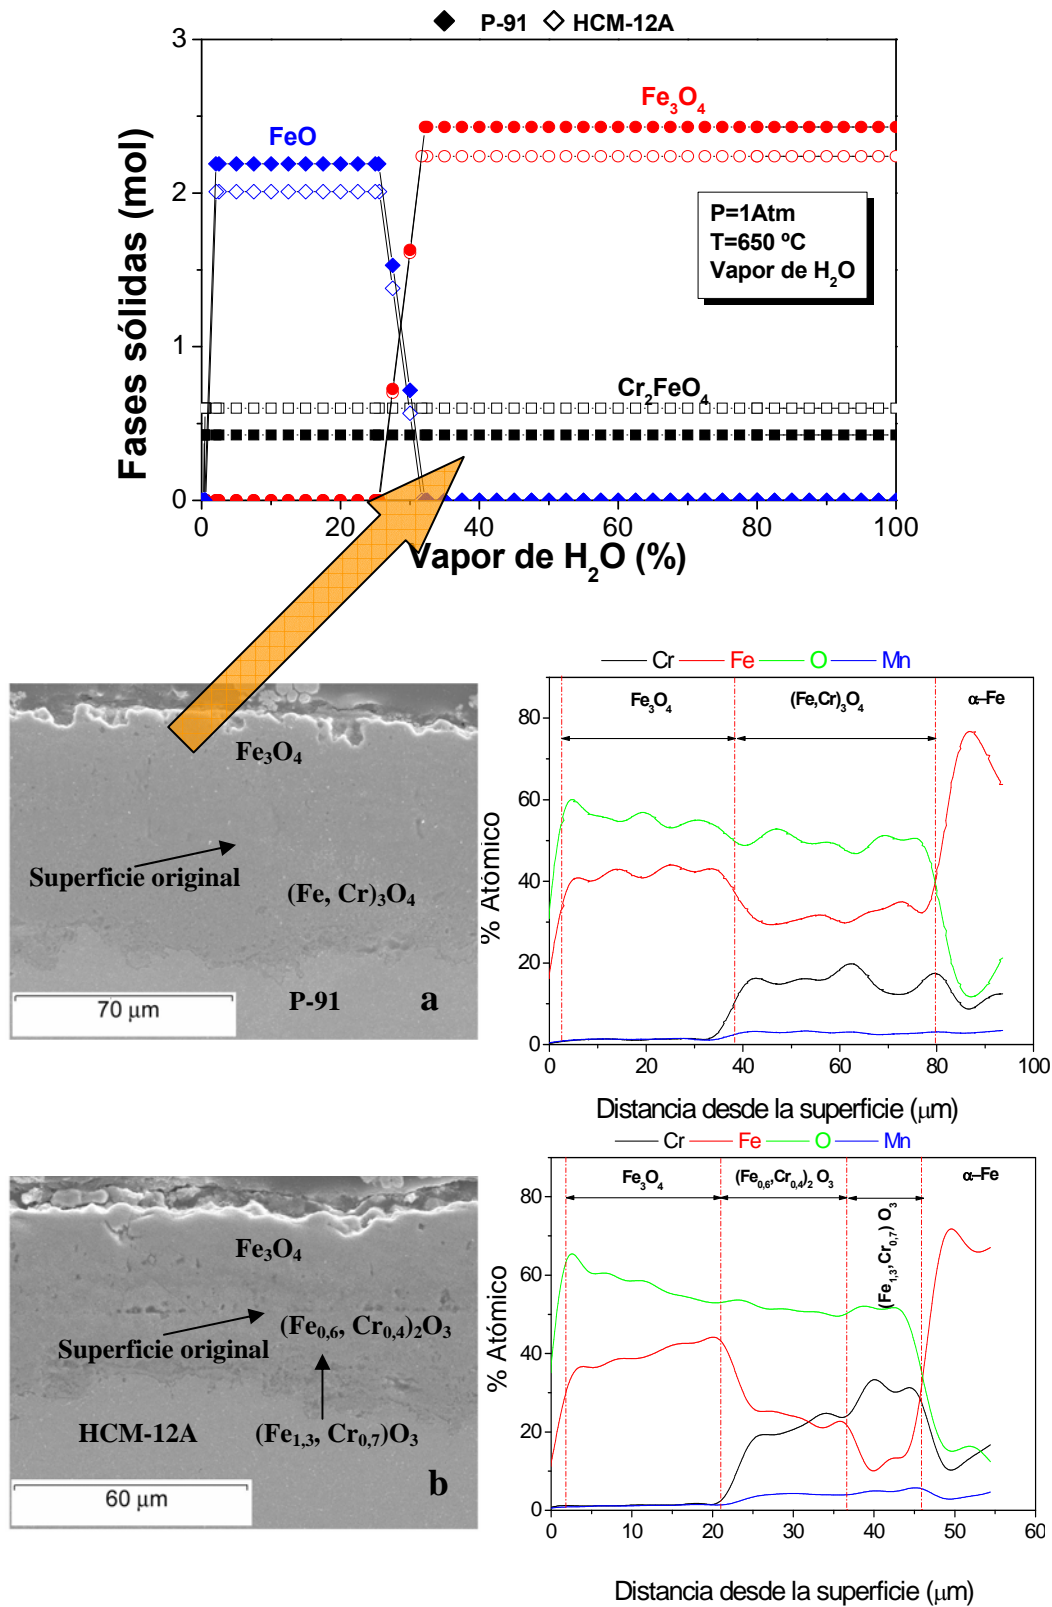 P-91 HCM-12A
3
2
1
0
Fases sólidas (mol)
FeO
Fe₃O₄
P=1Atm
T=650 ºC
Vapor de H₂O
Cr₂FeO₄
0 20 40 60 80 100
Vapor de H₂O (%)
Fe₃O₄
Superficie original
(Fe, Cr)₃O₄
P-91
a
70 µm
Cr Fe O Mn
Fe₃O₄ (Fe,Cr)₃O₄ α–Fe
80
60
40
20
0
% Atómico
0 20 40 60 80 100
Distancia desde la superficie (µm)
Fe₃O₄
(Fe₀,₆, Cr₀,₄)₂O₃
Superficie original
HCM-12A
(Fe₁,₃, Cr₀,₇)O₃
b
60 µm
Cr Fe O Mn
Fe₃O₄ (Fe₀,₆,Cr₀,₄)₂ O₃ α–Fe
(Fe₁,₃,Cr₀,₇) O₃
80
60
40
20
0
% Atómico
0 10 20 30 40 50 60
Distancia desde la superficie (µm)